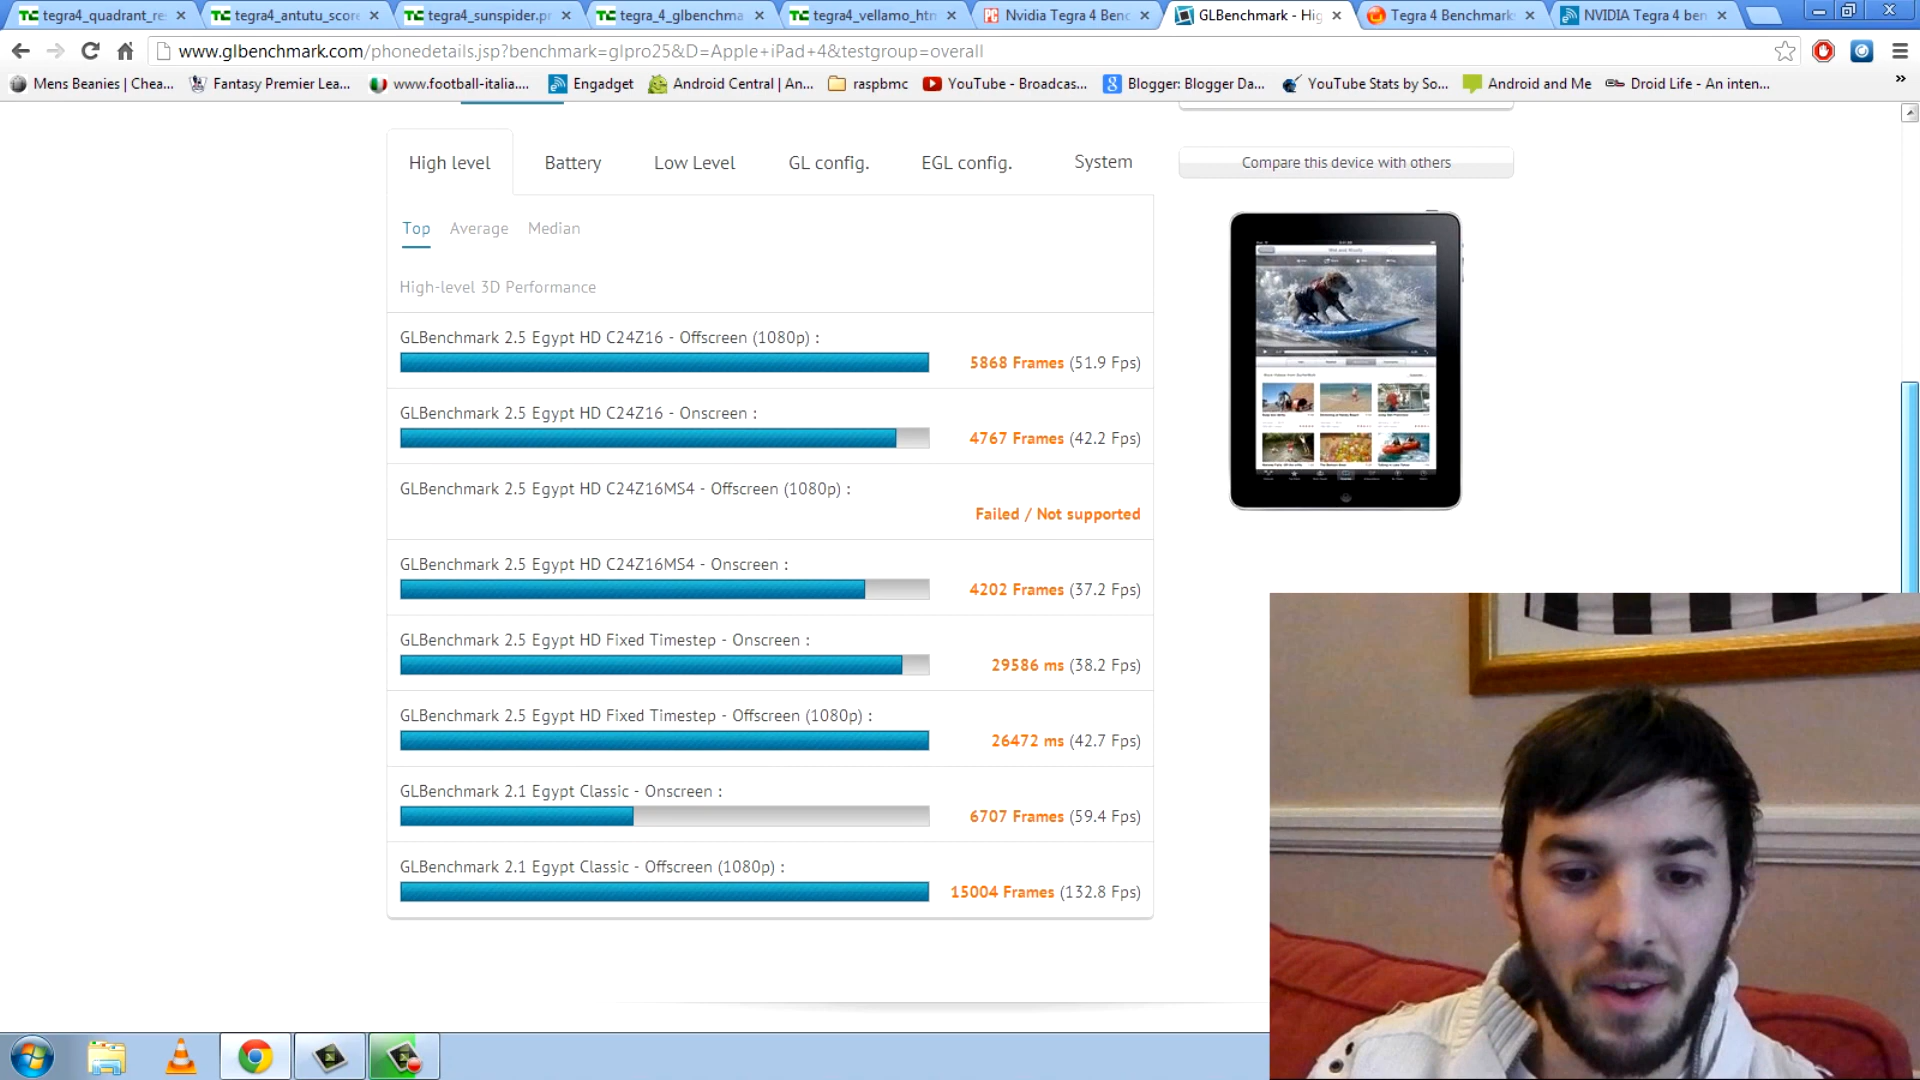 tegra4_quadrant_re
tegra4_antutu_score
tegra4_sunspider.pr
tegra_4_glbenchma
tegra4_vellamo_htm
Nvidia Tegra 4 Benc
GLBenchmark - Hig
Tegra 4 Benchmark
NVIDIA Tegra 4 ben
www.glbenchmark.com/phonedetails.jsp?benchmark=glpro25&D=Apple+iPad+4&testgroup=overall
Mens Beanies | Chea...
Fantasy Premier Lea...
www.football-italia....
Engadget
Android Central | An...
raspbmc
YouTube - Broadcas...
Blogger: Blogger Da...
YouTube Stats by So...
Android and Me
Droid Life - An inten...
High level
Battery
Low Level
GL config.
EGL config.
System
Compare this device with others
Top
Average
Median
High-level 3D Performance
GLBenchmark 2.5 Egypt HD C24Z16 - Offscreen (1080p) :
5868 Frames (51.9 Fps)
GLBenchmark 2.5 Egypt HD C24Z16 - Onscreen :
4767 Frames (42.2 Fps)
GLBenchmark 2.5 Egypt HD C24Z16MS4 - Offscreen (1080p) :
Failed / Not supported
GLBenchmark 2.5 Egypt HD C24Z16MS4 - Onscreen :
4202 Frames (37.2 Fps)
GLBenchmark 2.5 Egypt HD Fixed Timestep - Onscreen :
29586 ms (38.2 Fps)
GLBenchmark 2.5 Egypt HD Fixed Timestep - Offscreen (1080p) :
26472 ms (42.7 Fps)
GLBenchmark 2.1 Egypt Classic - Onscreen :
6707 Frames (59.4 Fps)
GLBenchmark 2.1 Egypt Classic - Offscreen (1080p) :
15004 Frames (132.8 Fps)